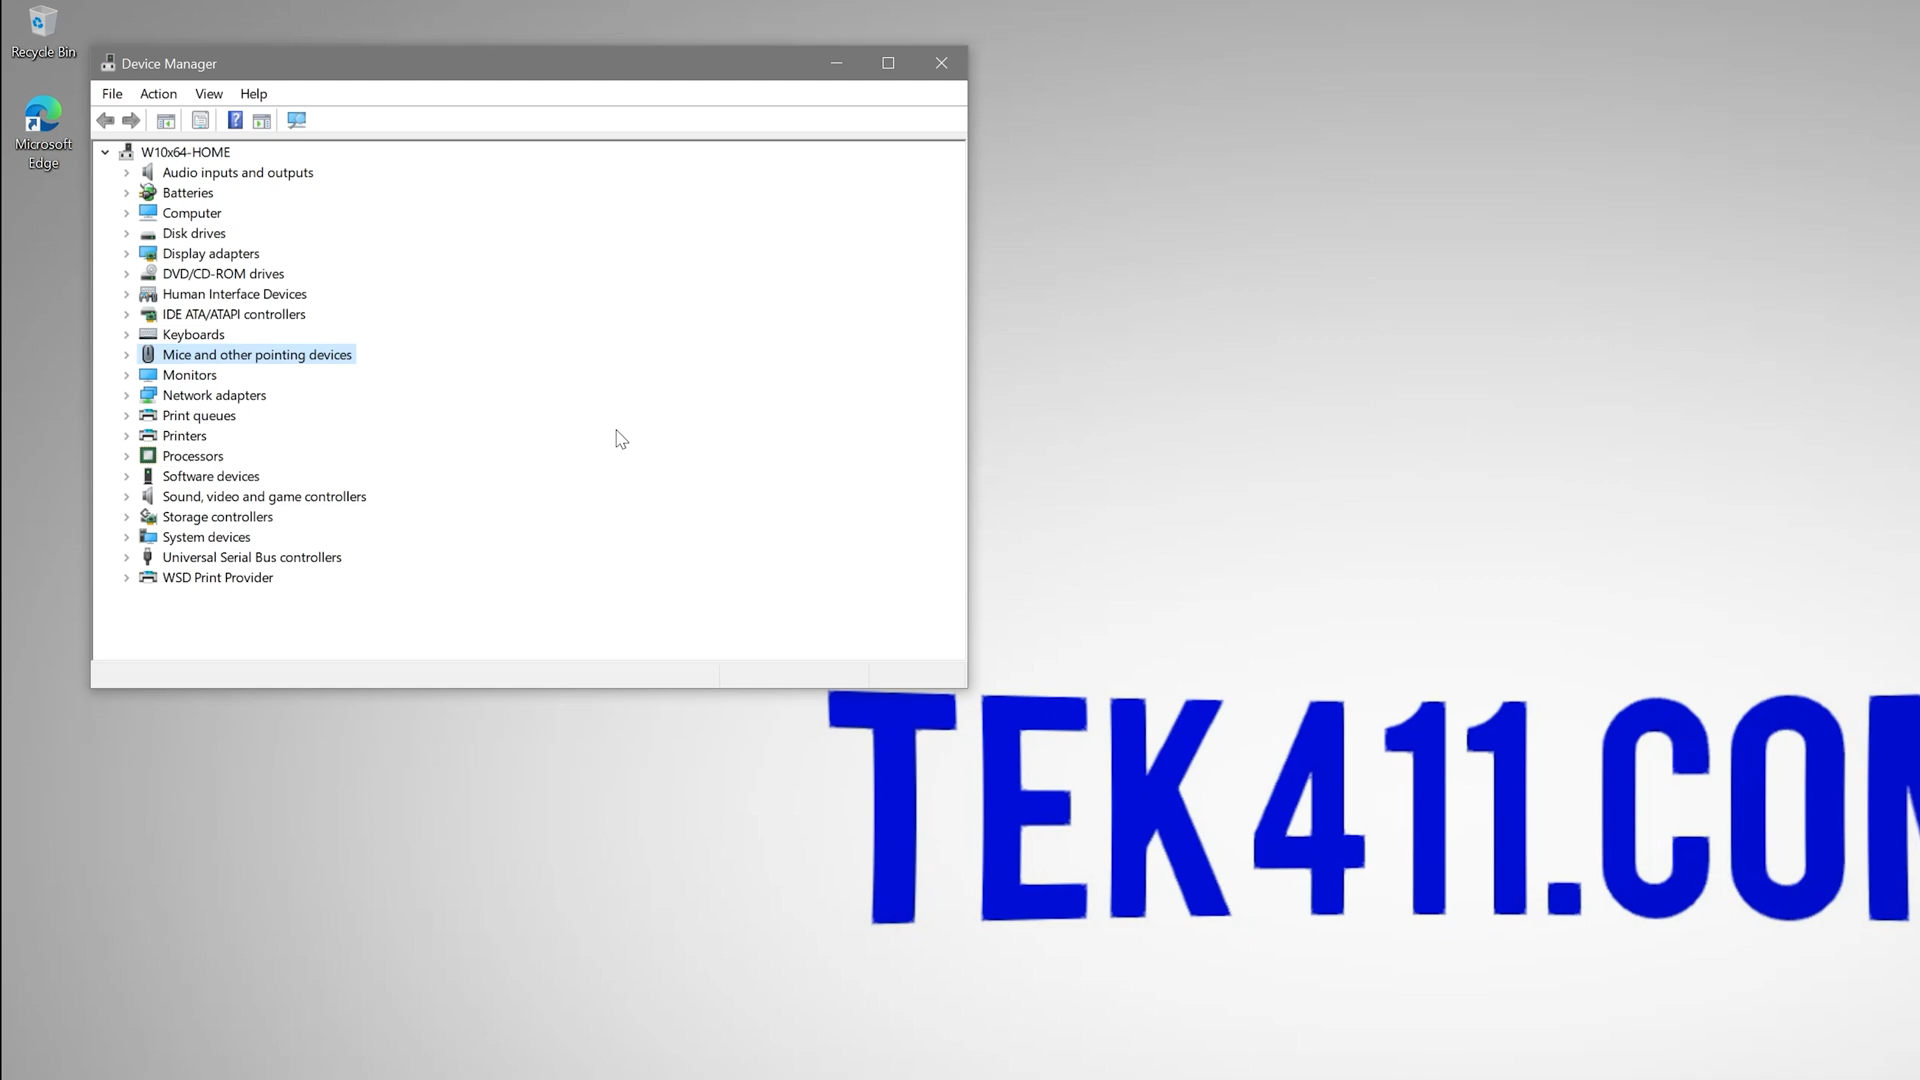 Recycle Bin
Microsoft
Edge
Device Manager
File Action View Help
W10x64-HOME
Audio inputs and outputs
Batteries
Computer
Disk drives
Display adapters
DVD/CD-ROM drives
Human Interface Devices
IDE ATA/ATAPI controllers
Keyboards
Mice and other pointing devices
Monitors
Network adapters
Print queues
Printers
Processors
Software devices
Sound, video and game controllers
Storage controllers
System devices
Universal Serial Bus controllers
WSD Print Provider
TEK411.COM